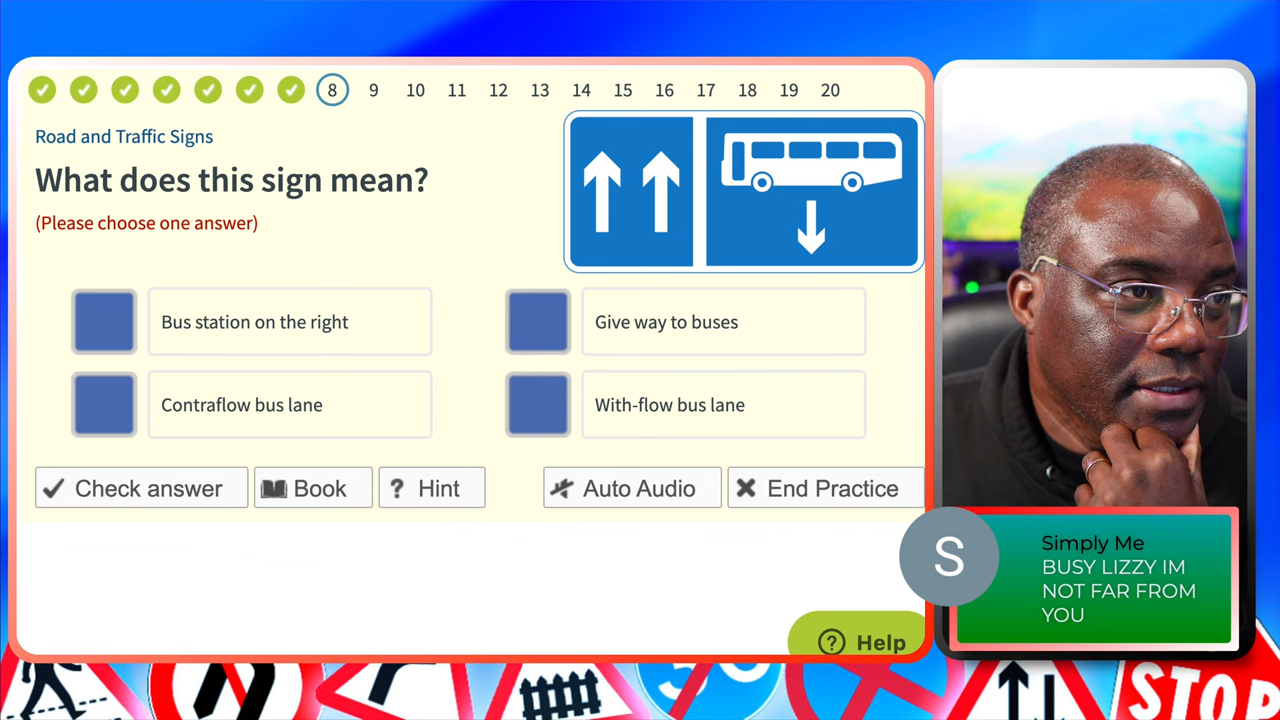 8 9 10 11 12 13 14 15 16 17 18 19 20
Road and Traffic Signs
What does this sign mean?
(Please choose one answer)
Bus station on the right
Give way to buses
Contraflow bus lane
With-flow bus lane
Check answer
Book
? Hint
Auto Audio
End Practice
? Help
S
Simply Me
BUSY LIZZY IM
NOT FAR FROM
YOU
STOP